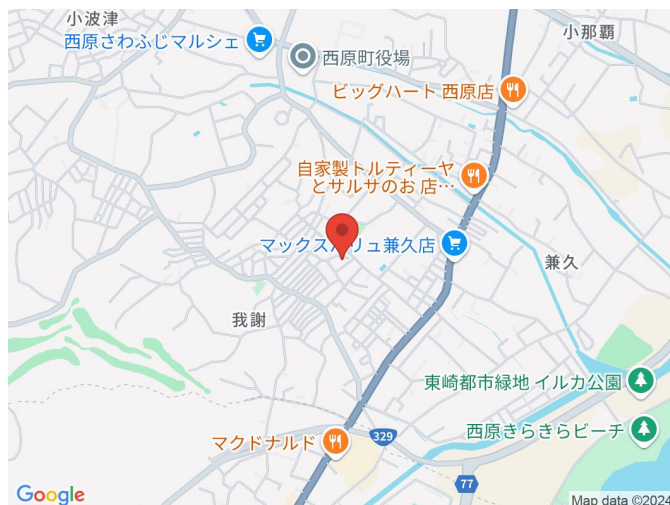 小波津
西原さわふじマルシェ
西原町役場
小那覇
ビッグハート 西原店
自家製トルティーヤ
とサルサのお 店…
マックスバリュ兼久店
兼久
我謝
東崎都市緑地 イルカ公園
西原きらきらビーチ
マクドナルド
329
77
Google
Map data ©2024